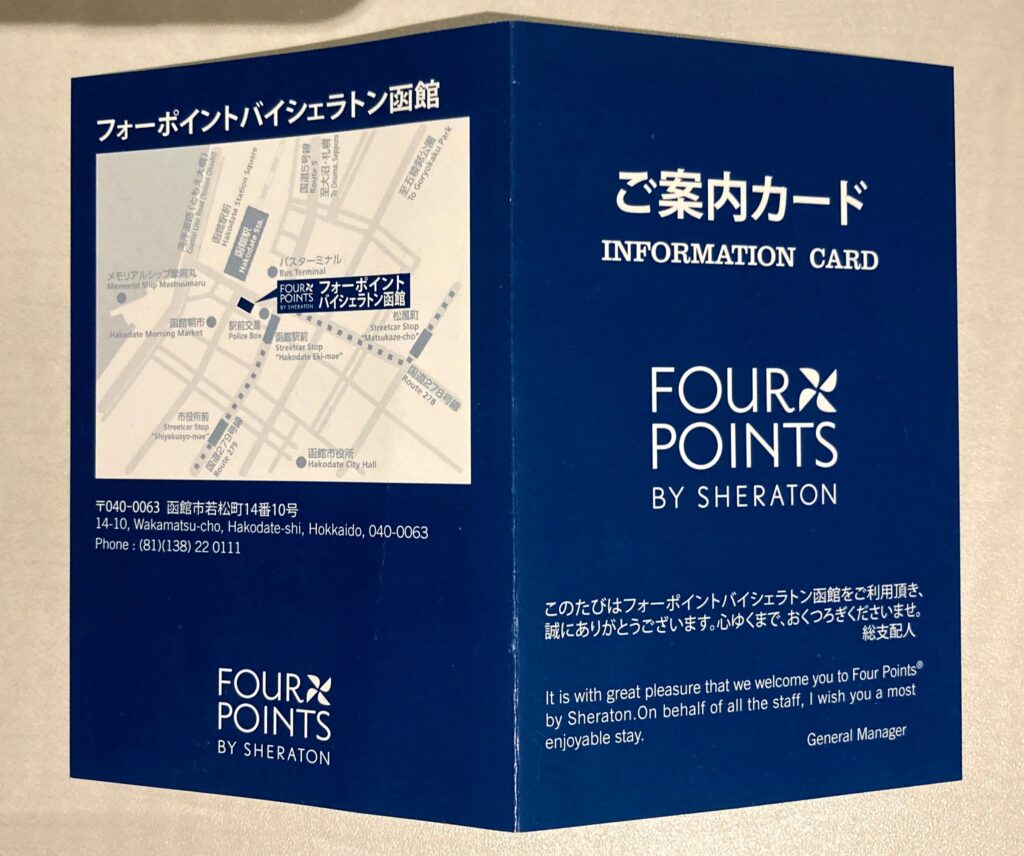 フォーポイントバイシェラトン函館
海岸道路（ともえ大橋）
Coastal Line Road (Tomoe Ohashi)
函館駅前
Hakodate Station Square
函館駅
Hakodate Sta.
国道5号線
Route 5
至大沼・札幌
To Onuma, Sapporo
至五稜郭公園
To Goryokaku Park
バスターミナル
Bus Terminal
メモリアルシップ摩周丸
Memorial Ship Mashuumaru
FOUR POINTS BY SHERATON
フォーポイント
バイシェラトン函館
函館朝市
Hakodate Morning Market
駅前交番
Police Box
函館駅前
Streetcar Stop
"Hakodate Eki-mae"
松風町
Streetcar Stop
"Matsukaze-cho"
国道278号線
Route 278
市役所前
Streetcar Stop
"Shiyokusyo-mae"
国道279号線
Route 279
函館市役所
Hakodate City Hall
〒040-0063 函館市若松町14番10号
14-10, Wakamatsu-cho, Hakodate-shi, Hokkaido, 040-0063
Phone : (81)(138) 22 0111
FOUR
POINTS
BY SHERATON
ご案内カード
INFORMATION CARD
FOUR
POINTS
BY SHERATON
このたびはフォーポイントバイシェラトン函館をご利用頂き、
誠にありがとうございます。心ゆくまで、おくつろぎくださいませ。
総支配人
It is with great pleasure that we welcome you to Four Points®
by Sheraton.On behalf of all the staff, I wish you a most
enjoyable stay.
General Manager